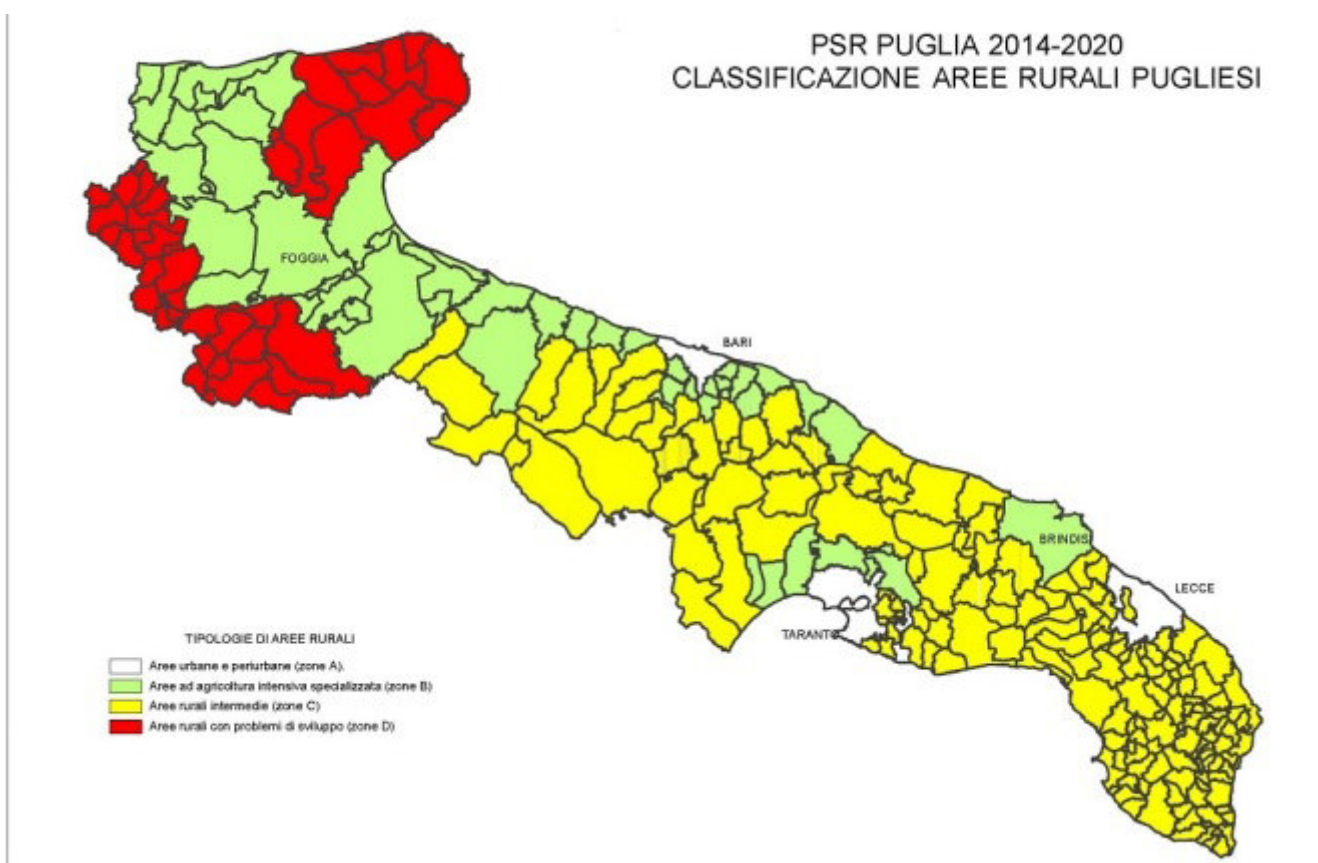 PSR PUGLIA 2014-2020
CLASSIFICAZIONE AREE RURALI PUGLIESI
FOGGIA
BARI
BRINDISI
LECCE
TARANTO
TIPOLOGIE DI AREE RURALI
Aree urbane e periurbane (zone A).
Aree ad agricoltura intensiva specializzata (zone B)
Aree rurali intermedie (zone C)
Aree rurali con problemi di sviluppo (zone D)